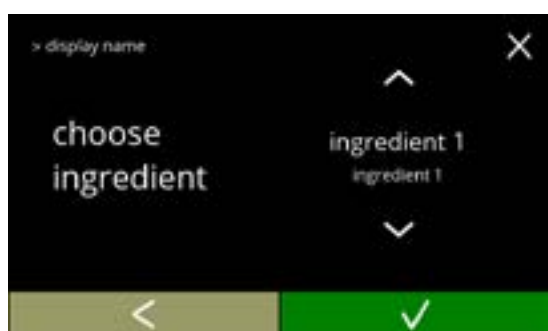 > display name
choose
ingredient
ingredient 1
ingredient 1